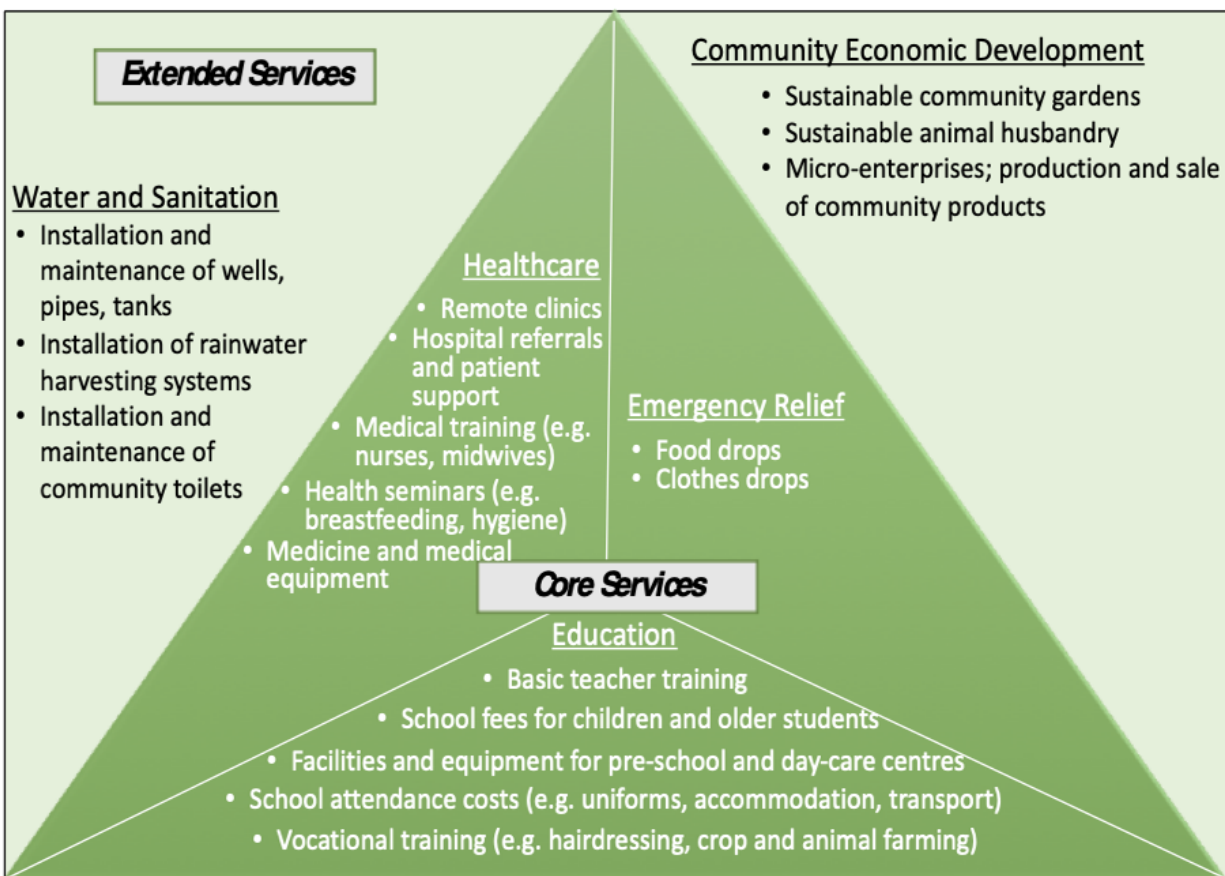 Extended Services
Community Economic Development
• Sustainable community gardens
• Sustainable animal husbandry
• Micro-enterprises; production and sale
of community products
Water and Sanitation
• Installation and
maintenance of wells,
pipes, tanks
• Installation of rainwater
harvesting systems
• Installation and
maintenance of
community toilets
Healthcare
• Remote clinics
• Hospital referrals
and patient
support
• Medical training (e.g.
nurses, midwives)
• Health seminars (e.g.
breastfeeding, hygiene)
• Medicine and medical
equipment
Emergency Relief
• Food drops
• Clothes drops
Core Services
Education
• Basic teacher training
• School fees for children and older students
• Facilities and equipment for pre-school and day-care centres
• School attendance costs (e.g. uniforms, accommodation, transport)
• Vocational training (e.g. hairdressing, crop and animal farming)